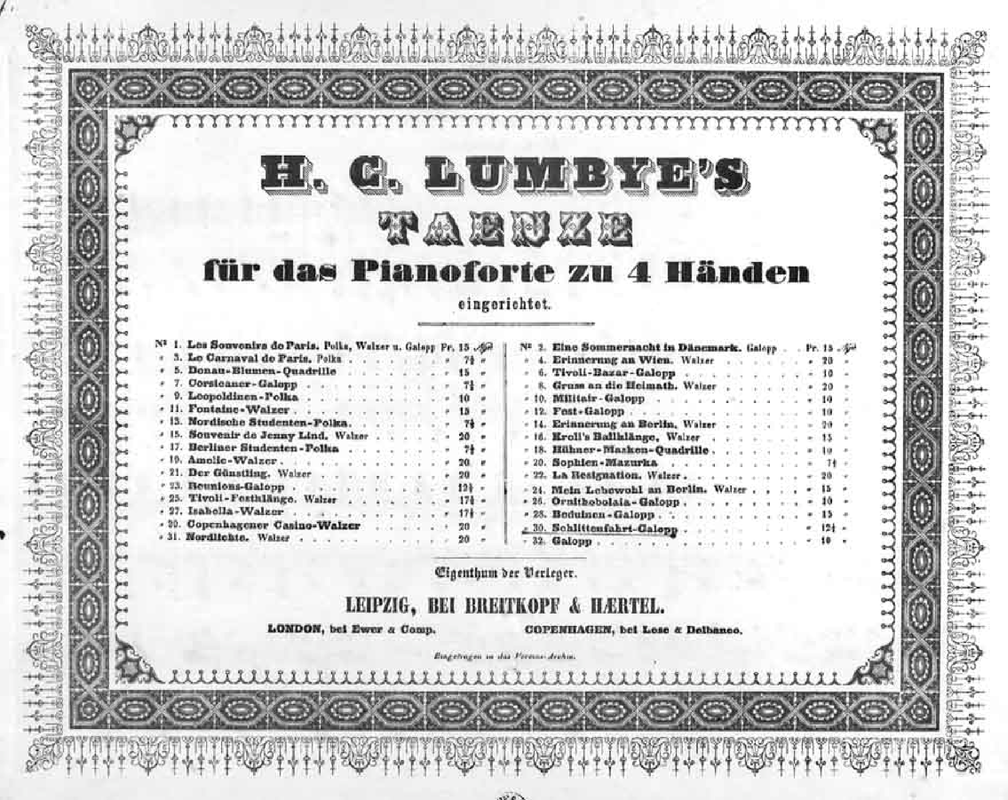 H. C. LUMBYE'S
TAENZE
für das Pianoforte zu 4 Händen
eingerichtet.
Nº 1. Les Souvenirs de Paris. Polka, Walzer u. Galopp Pr. 15 Ngr
" 3. Le Carnaval de Paris. Polka . . . . " 7½ "
" 5. Donau-Blumen-Quadrille . . . . " 15 "
" 7. Corsicaner-Galopp . . . . " 7½ "
" 9. Leopoldinen-Polka . . . . " 10 "
" 11. Fontaine-Walzer . . . . " 15 "
" 13. Nordische Studenten-Polka. . . . . " 7½ "
" 15. Souvenir de Jenny Lind. Walzer . . . . " 20 "
" 17. Berliner Studenten-Polka . . . . " 7½ "
" 19. Amelie-Walzer . . . . " 20 "
" 21. Der Günstling. Walzer . . . . " 20 "
" 23. Reunions-Galopp . . . . " 12½ "
" 25. Tivoli-Festklänge. Walzer . . . . " 17½ "
" 27. Isabella-Walzer . . . . " 17½ "
" 29. Copenhagener Casino-Walzer . . . . " 20 "
" 31. Nordlichte. Walzer . . . . " 20 "
Nº 2. Eine Sommernacht in Dänemark. Galopp . . Pr. 15 Ngr
" 4. Erinnerung an Wien. Walzer . . . . " 20 "
" 6. Tivoli-Bazar-Galopp . . . . " 10 "
" 8. Gruss an die Heimath. Walzer . . . . " 20 "
" 10. Militair-Galopp . . . . " 10 "
" 12. Fest-Galopp . . . . " 10 "
" 14. Erinnerung an Berlin. Walzer . . . . " 20 "
" 16. Kroll's Ballklänge. Walzer . . . . " 15 "
" 18. Hühner-Masken-Quadrille . . . . " 10 "
" 20. Sophien-Mazurka . . . . " 7½ "
" 22. La Resignation. Walzer . . . . " 20 "
" 24. Mein Lebewohl an Berlin. Walzer . . . . " 15 "
" 26. Ornithobolaia-Galopp . . . . " 10 "
" 28. Beduinen-Galopp . . . . " 15 "
" 30. Schlittenfahrt-Galopp . . . . " 12½ "
" 32. Galopp . . . . " 10 "
Eigenthum der Verleger.
LEIPZIG, BEI BREITKOPF & HÆRTEL.
LONDON, bei Ewer & Comp.
COPENHAGEN, bei Lose & Delbanco.
Eingetragen in das Vereins-Archiv.